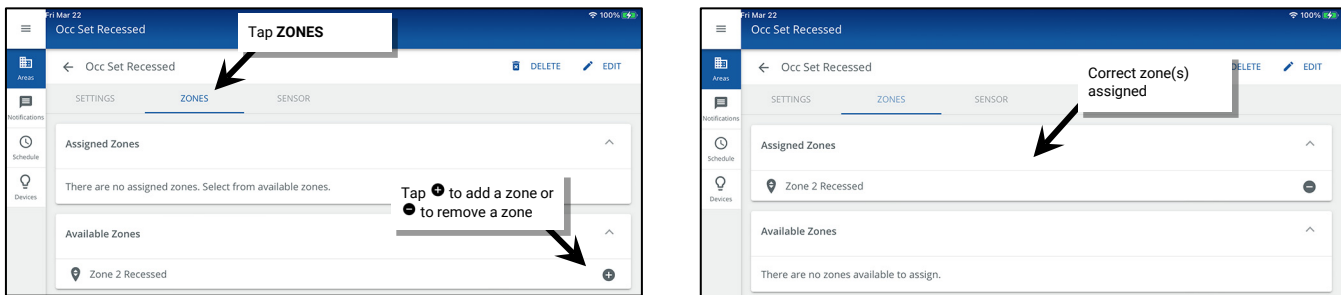 Fri Mar 22
100%
Occ Set Recessed
Tap ZONES
Areas
Occ Set Recessed
DELETE
EDIT
Notifications
SETTINGS
ZONES
SENSOR
Schedule
Assigned Zones
Devices
There are no assigned zones. Select from available zones.
Tap + to add a zone or
- to remove a zone
Available Zones
Zone 2 Recessed
Fri Mar 22
100%
Occ Set Recessed
Areas
Occ Set Recessed
DELETE
EDIT
Correct zone(s)
assigned
Notifications
SETTINGS
ZONES
SENSOR
Schedule
Assigned Zones
Devices
Zone 2 Recessed
Available Zones
There are no zones available to assign.